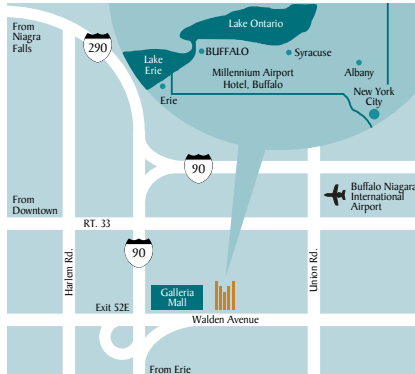 From
Niagra
Falls
290
Lake Ontario
BUFFALO
Syracuse
Lake
Erie
Erie
Millennium Airport
Hotel, Buffalo
Albany
New York
City
90
Buffalo Niagara
International
Airport
From
Downtown
RT. 33
Harlem Rd.
90
Union Rd.
Galleria
Mall
Exit 52E
Walden Avenue
From Erie